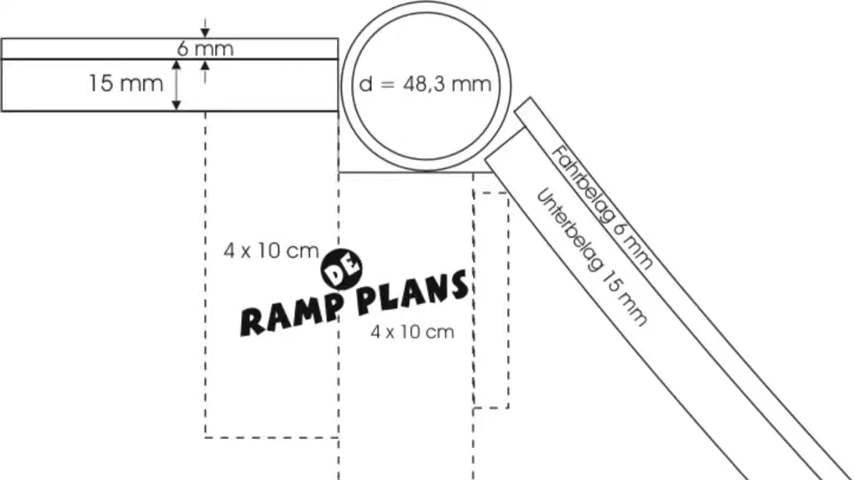 6 mm
15 mm
d = 48,3 mm
Fahrbelag 6 mm
Unterbelag 15 mm
4 x 10 cm
DE
RAMP PLANS
4 x 10 cm